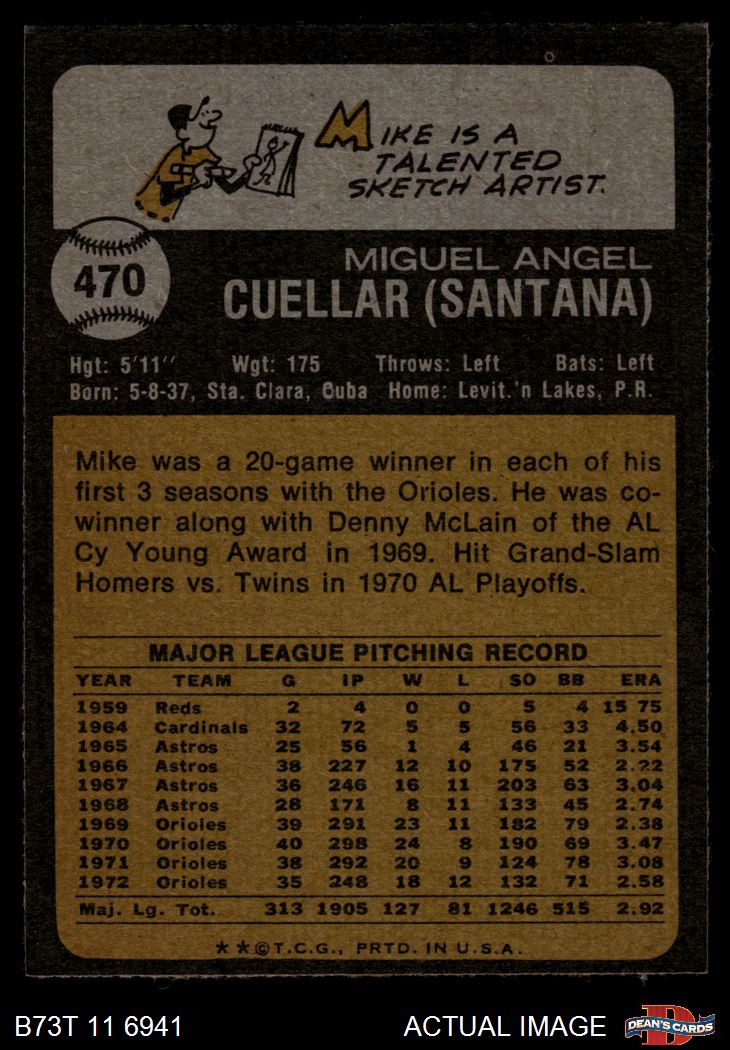 MIKE IS A
TALENTED
SKETCH ARTIST.
470
MIGUEL ANGEL
CUELLAR (SANTANA)
Hgt: 5'11'' Wgt: 175 Throws: Left Bats: Left
Born: 5-8-37, Sta. Clara, Cuba Home: Levit.'n Lakes, P.R.
Mike was a 20-game winner in each of his
first 3 seasons with the Orioles. He was co-
winner along with Denny McLain of the AL
Cy Young Award in 1969. Hit Grand-Slam
Homers vs. Twins in 1970 AL Playoffs.
MAJOR LEAGUE PITCHING RECORD
YEAR TEAM G IP W L SO BB ERA
1959 Reds 2 4 0 0 5 4 15 75
1964 Cardinals 32 72 5 5 56 33 4.50
1965 Astros 25 56 1 4 46 21 3.54
1966 Astros 38 227 12 10 175 52 2.22
1967 Astros 36 246 16 11 203 63 3.04
1968 Astros 28 171 8 11 133 45 2.74
1969 Orioles 39 291 23 11 182 79 2.38
1970 Orioles 40 298 24 8 190 69 3.47
1971 Orioles 38 292 20 9 124 78 3.08
1972 Orioles 35 248 18 12 132 71 2.58
Maj. Lg. Tot. 313 1905 127 81 1246 515 2.92
**©T.C.G., PRTD. IN U.S.A.
B73T 11 6941 ACTUAL IMAGE D DEAN'S CARDS